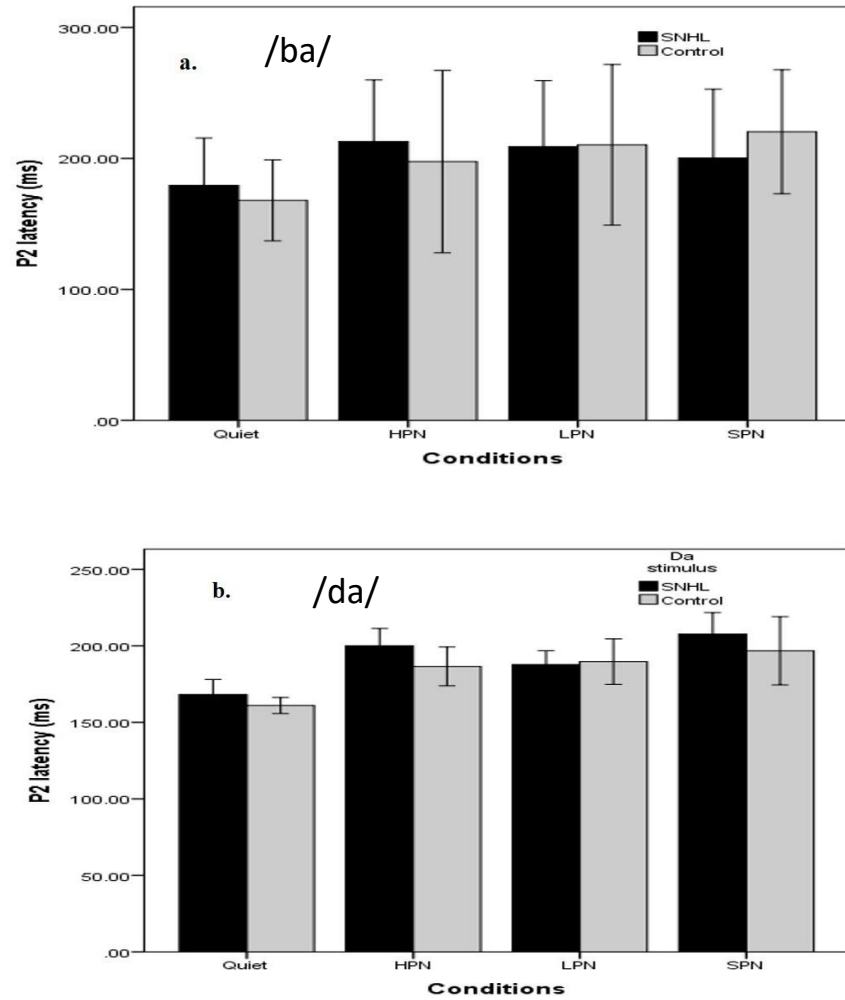 300.00
SNHL
Control
a.
/ba/
200.00
P2 latency (ms)
100.00
.00
Quiet HPN LPN SPN
Conditions
250.00
Da
stimulus
SNHL
Control
b.
/da/
200.00
150.00
P2 latency (ms)
100.00
50.00
.00
Quiet HPN LPN SPN
Conditions